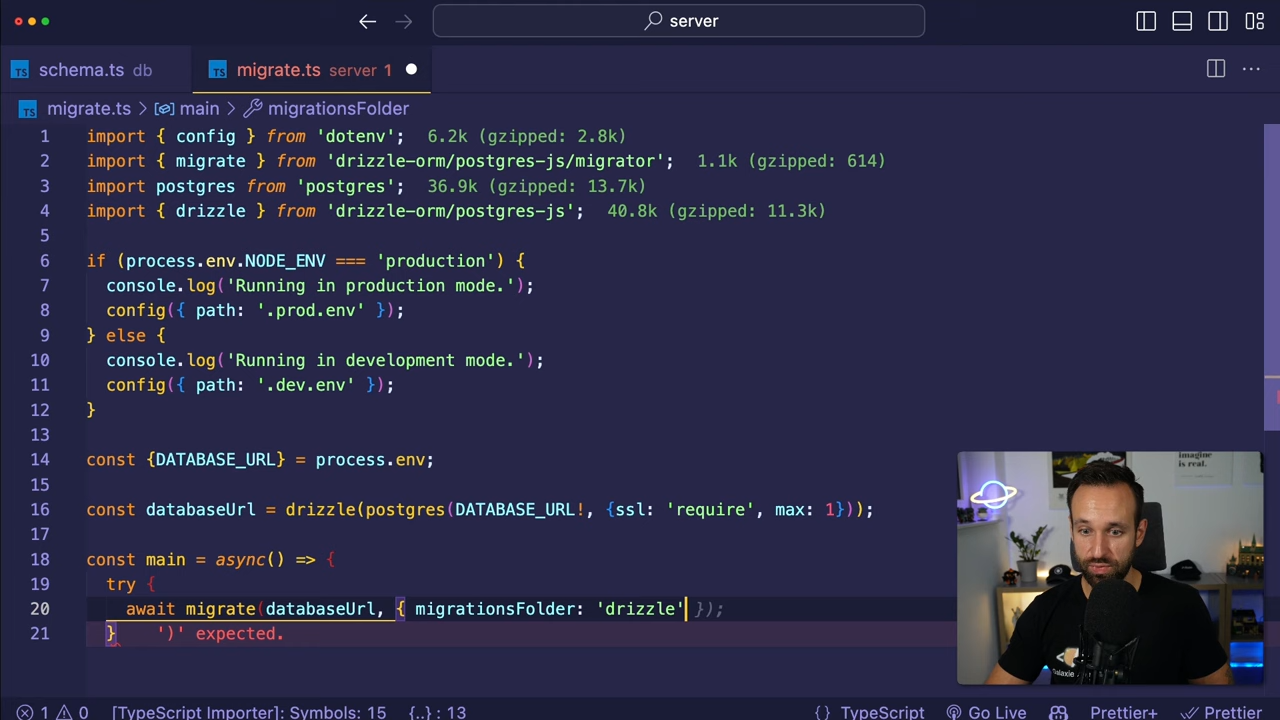 server
schema.ts db
migrate.ts server 1
migrate.ts > main > migrationsFolder
1 import { config } from 'dotenv'; 6.2k (gzipped: 2.8k)
2 import { migrate } from 'drizzle-orm/postgres-js/migrator'; 1.1k (gzipped: 614)
3 import postgres from 'postgres'; 36.9k (gzipped: 13.7k)
4 import { drizzle } from 'drizzle-orm/postgres-js'; 40.8k (gzipped: 11.3k)
5
6 if (process.env.NODE_ENV === 'production') {
7 console.log('Running in production mode.');
8 config({ path: '.prod.env' });
9 } else {
10 console.log('Running in development mode.');
11 config({ path: '.dev.env' });
12 }
13
14 const {DATABASE_URL} = process.env;
15
16 const databaseUrl = drizzle(postgres(DATABASE_URL!, {ssl: 'require', max: 1}));
17
18 const main = async() => {
19 try {
20 await migrate(databaseUrl, { migrationsFolder: 'drizzle' });
21 } ')' expected.
imagine
is real.
Galaxie
1 0 [TypeScript Importer]: Symbols: 15 {..} : 13 {} TypeScript Go Live Prettier+ Prettier